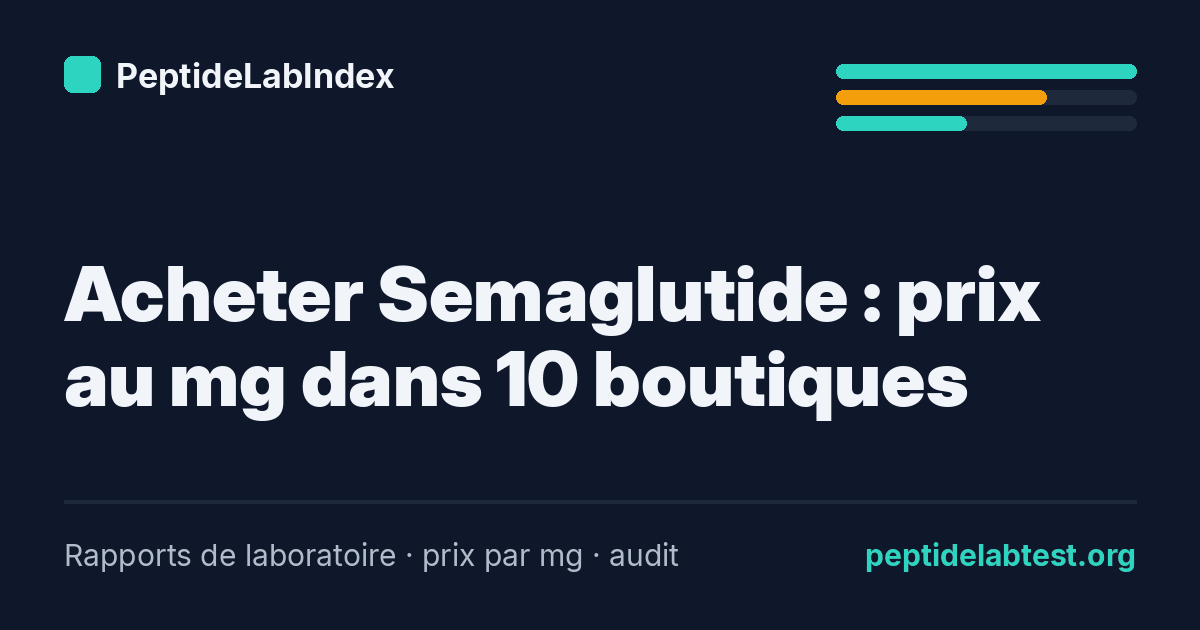 PeptideLabIndex
Acheter Semaglutide : prix
au mg dans 10 boutiques
Rapports de laboratoire · prix par mg · audit
peptidelabtest.org